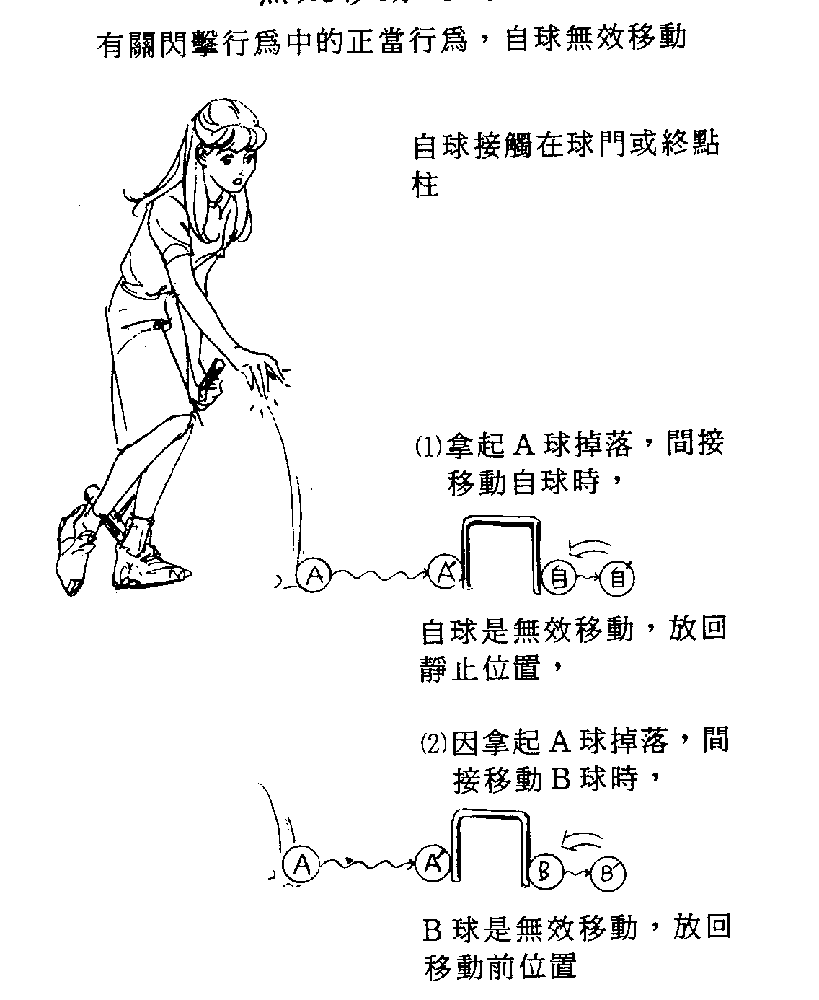 有關閃擊行爲中的正當行爲，自球無效移動
自球接觸在球門或終點
柱
⑴拿起A球掉落，間接
移動自球時，
A A′ 自 自′
自球是無效移動，放回
靜止位置，
⑵因拿起A球掉落，間
接移動B球時，
A A′ B B′
B球是無效移動，放回
移動前位置